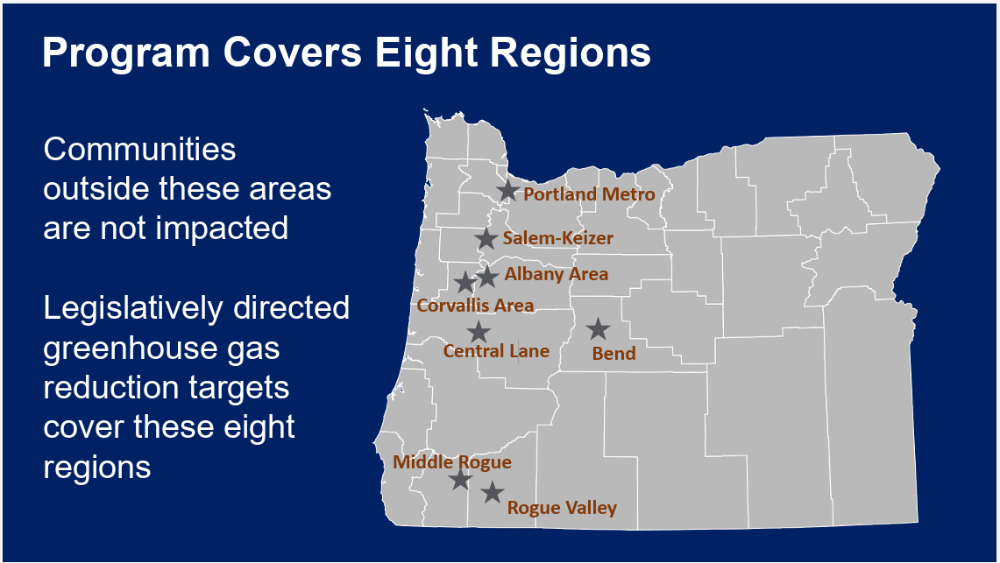 Program Covers Eight Regions
Communities
outside these areas
are not impacted
Legislatively directed
greenhouse gas
reduction targets
cover these eight
regions
Portland Metro
Salem-Keizer
Albany Area
Corvallis Area
Central Lane
Bend
Middle Rogue
Rogue Valley